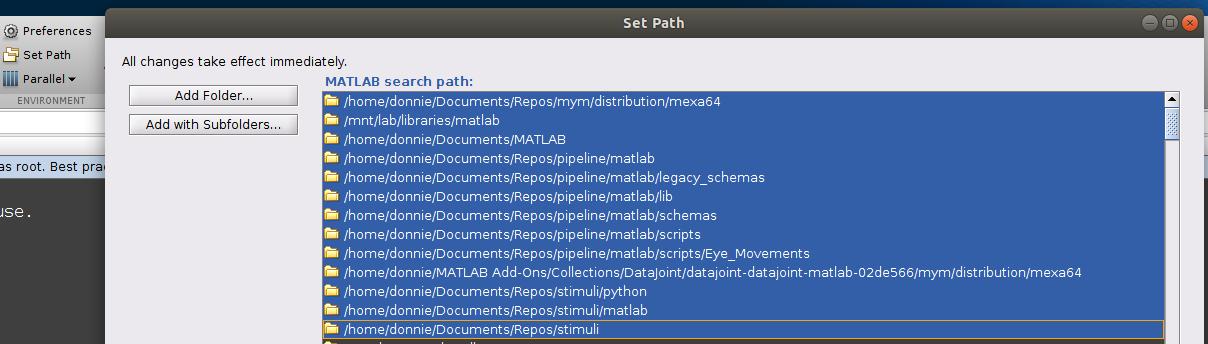 Set Path
Preferences
Set Path
Parallel
ENVIRONMENT
All changes take effect immediately.
MATLAB search path:
Add Folder...
Add with Subfolders...
/home/donnie/Documents/Repos/mym/distribution/mexa64
/mnt/lab/libraries/matlab
/home/donnie/Documents/MATLAB
/home/donnie/Documents/Repos/pipeline/matlab
/home/donnie/Documents/Repos/pipeline/matlab/legacy_schemas
/home/donnie/Documents/Repos/pipeline/matlab/lib
/home/donnie/Documents/Repos/pipeline/matlab/schemas
/home/donnie/Documents/Repos/pipeline/matlab/scripts
/home/donnie/Documents/Repos/pipeline/matlab/scripts/Eye_Movements
/home/donnie/MATLAB Add-Ons/Collections/DataJoint/datajoint-datajoint-matlab-02de566/mym/distribution/mexa64
/home/donnie/Documents/Repos/stimuli/python
/home/donnie/Documents/Repos/stimuli/matlab
/home/donnie/Documents/Repos/stimuli
as root. Best pra
use.